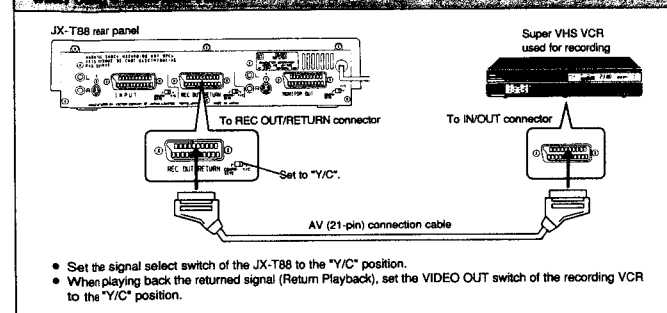 JX-T88 rear panel
Super VHS VCR
used for recording
INPUT
REC OUT/RETURN
MONITOR OUT
To REC OUT/RETURN connector
To IN/OUT connector
REC OUT/RETURN
Y/C
Set to "Y/C".
AV (21-pin) connection cable
• Set the signal select switch of the JX-T88 to the "Y/C" position.
• When playing back the returned signal (Return Playback), set the VIDEO OUT switch of the recording VCR
to the "Y/C" position.